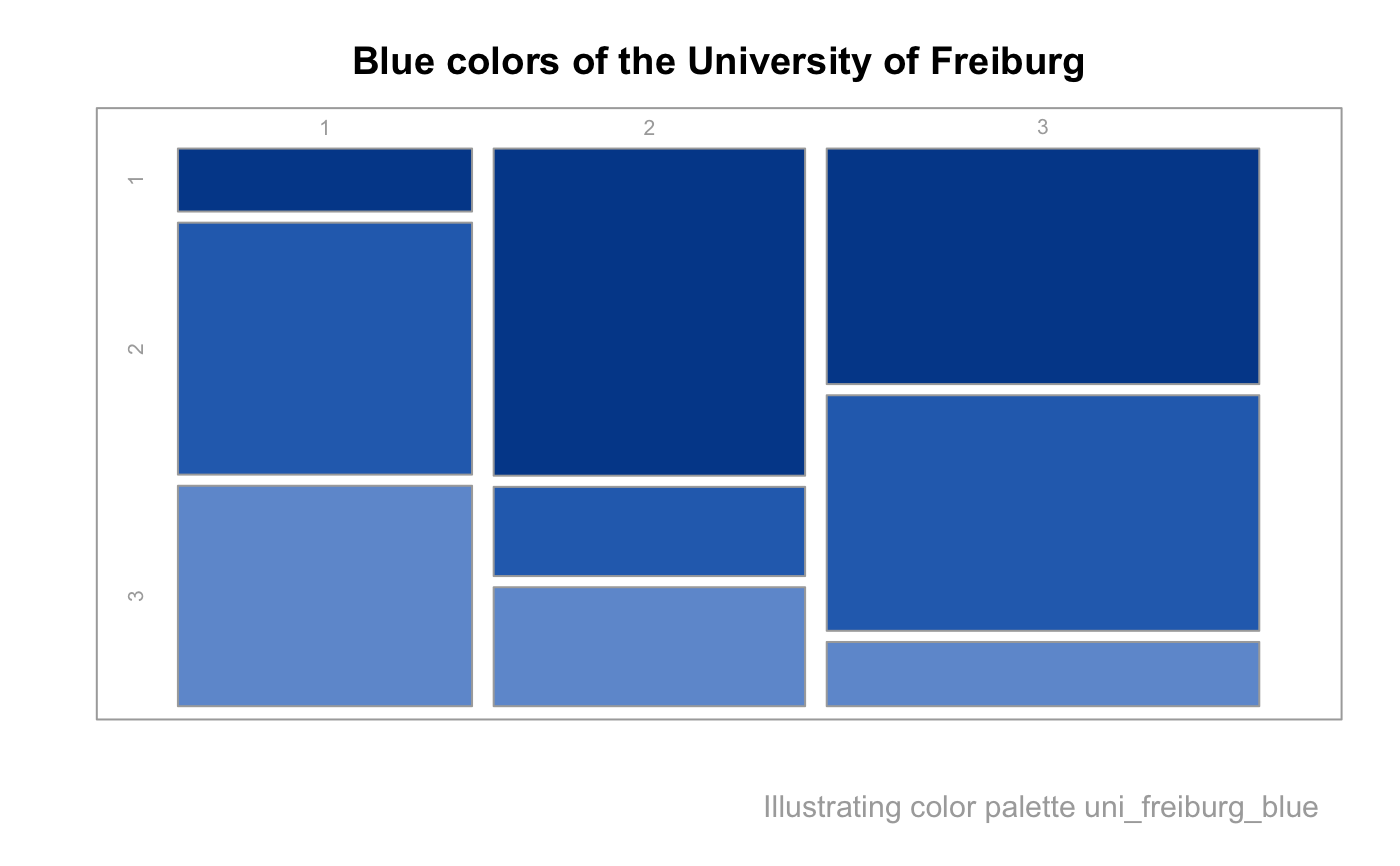 Blue colors of the University of Freiburg
1 2 3
1
2
3
Illustrating color palette uni_freiburg_blue